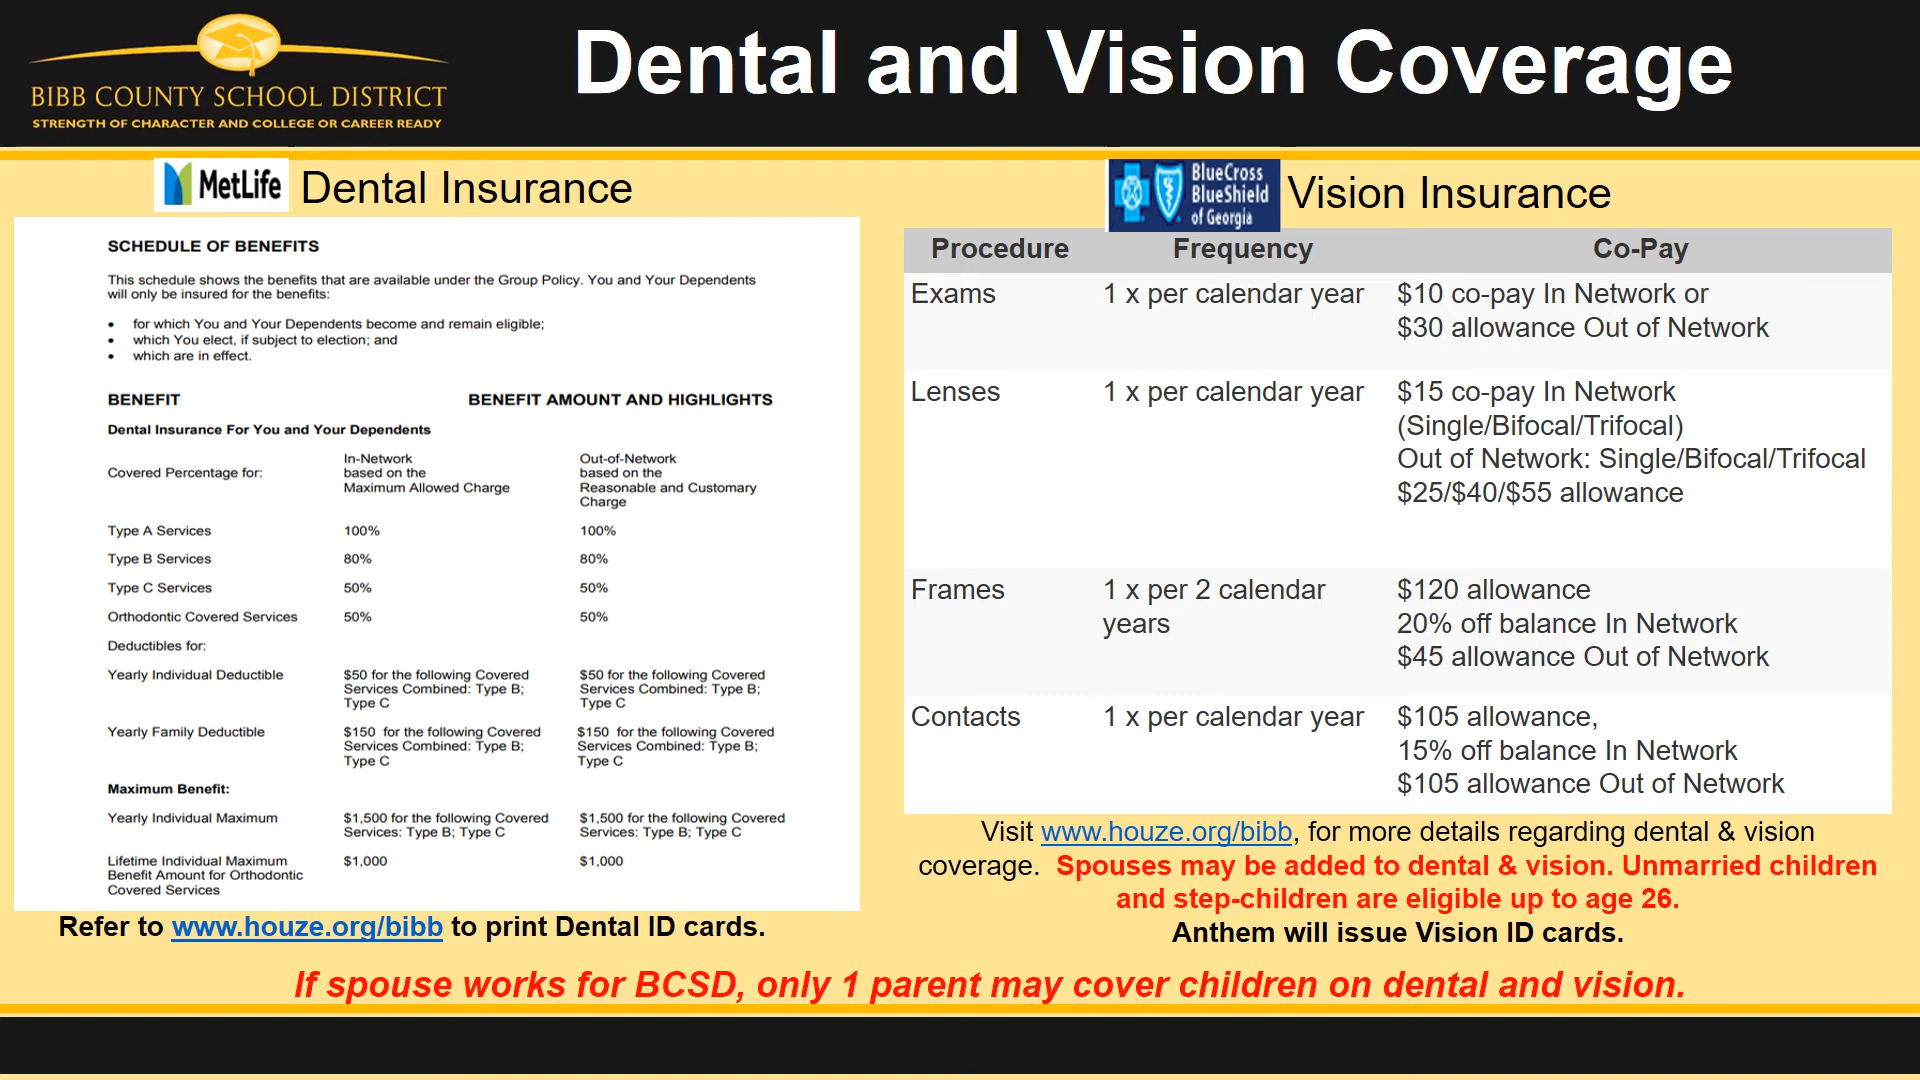 BIBB COUNTY SCHOOL DISTRICT
STRENGTH OF CHARACTER AND COLLEGE OR CAREER READY
Dental and Vision Coverage
MetLife Dental Insurance
SCHEDULE OF BENEFITS
This schedule shows the benefits that are available under the Group Policy. You and Your Dependents
will only be insured for the benefits:
• for which You and Your Dependents become and remain eligible;
• which You elect, if subject to election; and
• which are in effect.
BENEFIT BENEFIT AMOUNT AND HIGHLIGHTS
Dental Insurance For You and Your Dependents
In-Network Out-of-Network
Covered Percentage for: based on the based on the
Maximum Allowed Charge Reasonable and Customary
Charge
Type A Services 100% 100%
Type B Services 80% 80%
Type C Services 50% 50%
Orthodontic Covered Services 50% 50%
Deductibles for:
Yearly Individual Deductible $50 for the following Covered $50 for the following Covered
Services Combined: Type B; Services Combined: Type B;
Type C Type C
Yearly Family Deductible $150 for the following Covered $150 for the following Covered
Services Combined: Type B; Services Combined: Type B;
Type C Type C
Maximum Benefit:
Yearly Individual Maximum $1,500 for the following Covered $1,500 for the following Covered
Services: Type B; Type C Services: Type B; Type C
Lifetime Individual Maximum $1,000 $1,000
Benefit Amount for Orthodontic
Covered Services
Refer to www.houze.org/bibb to print Dental ID cards.
BlueCross
BlueShield
of Georgia
Vision Insurance
Procedure Frequency Co-Pay
Exams 1 x per calendar year $10 co-pay In Network or
$30 allowance Out of Network
Lenses 1 x per calendar year $15 co-pay In Network
(Single/Bifocal/Trifocal)
Out of Network: Single/Bifocal/Trifocal
$25/$40/$55 allowance
Frames 1 x per 2 calendar $120 allowance
years 20% off balance In Network
$45 allowance Out of Network
Contacts 1 x per calendar year $105 allowance,
15% off balance In Network
$105 allowance Out of Network
Visit www.houze.org/bibb, for more details regarding dental & vision
coverage. Spouses may be added to dental & vision. Unmarried children
and step-children are eligible up to age 26.
Anthem will issue Vision ID cards.
If spouse works for BCSD, only 1 parent may cover children on dental and vision.